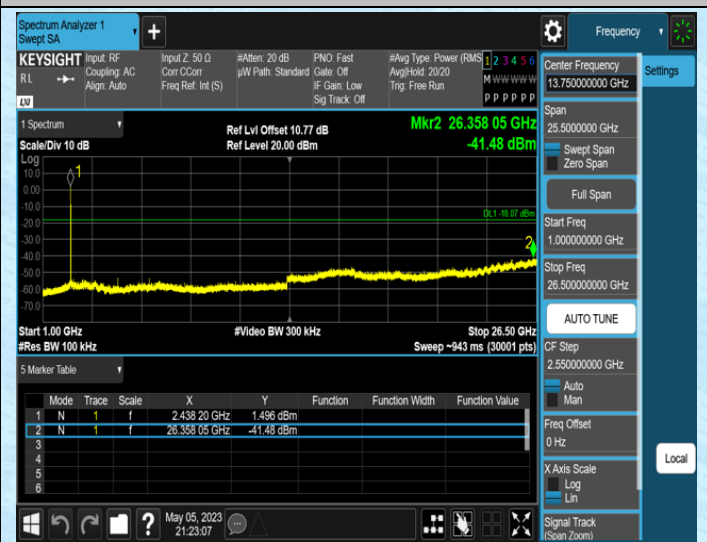 Spectrum Analyzer 1
Swept SA
+
Frequency
KEYSIGHT
Input: RF
Input Z: 50 Ω
#Atten: 20 dB
PNO: Fast
#Avg Type: Power (RMS)
1 2 3 4 5 6
R L
Coupling: AC
Corr CCorr
µW Path: Standard
Gate: Off
Avg|Hold: 20/20
M W W W W W
Align: Auto
Freq Ref: Int (S)
IF Gain: Low
Trig: Free Run
Sig Track: Off
P P P P P P
LXI
1 Spectrum
Ref Lvl Offset 10.77 dB
Mkr2 26.358 05 GHz
Scale/Div 10 dB
Ref Level 20.00 dBm
-41.48 dBm
Log
10.0
1
0.00
-10.0
DL1 -18.07 dBm
-20.0
-30.0
2
-40.0
-50.0
-60.0
-70.0
Start 1.00 GHz
#Video BW 300 kHz
Stop 26.50 GHz
#Res BW 100 kHz
Sweep ~943 ms (30001 pts)
5 Marker Table
Mode Trace Scale X Y Function Function Width Function Value
1 N 1 f 2.438 20 GHz 1.496 dBm
2 N 1 f 26.358 05 GHz -41.48 dBm
3
4
5
6
?
May 05, 2023
21:23:07
Center Frequency
13.750000000 GHz
Settings
Span
25.5000000 GHz
Swept Span
Zero Span
Full Span
Start Freq
1.000000000 GHz
Stop Freq
26.500000000 GHz
AUTO TUNE
CF Step
2.550000000 GHz
Auto
Man
Freq Offset
0 Hz
X Axis Scale
Log
Lin
Local
Signal Track
(Span Zoom)